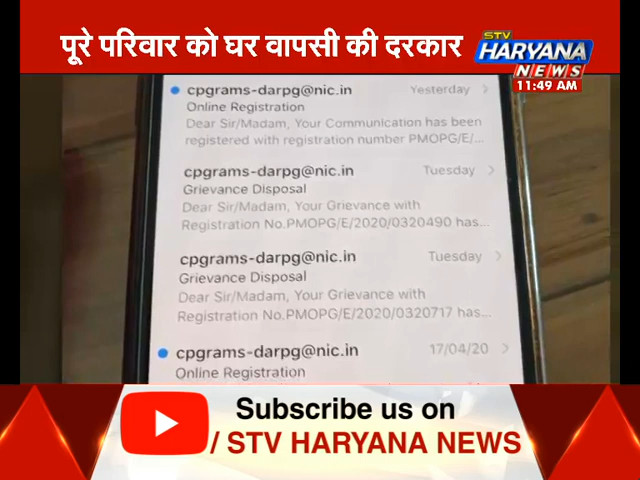 पूरे परिवार को घर वापसी की दरकार
STV
HARYANA
NEWS
11:49 AM
cpgrams-darpg@nic.in Yesterday
Online Registration
Dear Sir/Madam, Your Communication has been
registered with registration number PMOPG/E/...
cpgrams-darpg@nic.in Tuesday
Grievance Disposal
Dear Sir/Madam, Your Grievance with
Registration No.PMOPG/E/2020/0320490 has...
cpgrams-darpg@nic.in Tuesday
Grievance Disposal
Dear Sir/Madam, Your Grievance with
Registration No.PMOPG/E/2020/0320717 has...
cpgrams-darpg@nic.in 17/04/20
Online Registration
Subscribe us on
/ STV HARYANA NEWS